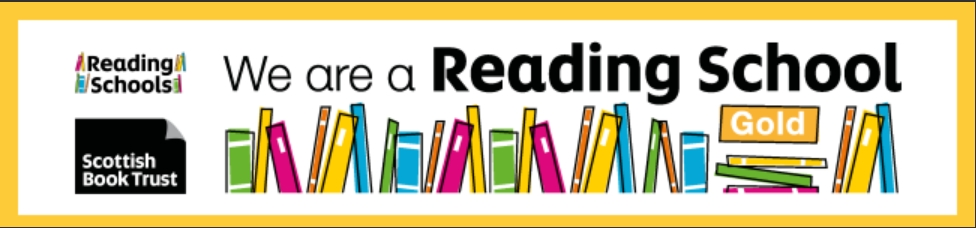 Reading
Schools
We are a Reading School
Gold
Scottish
Book Trust